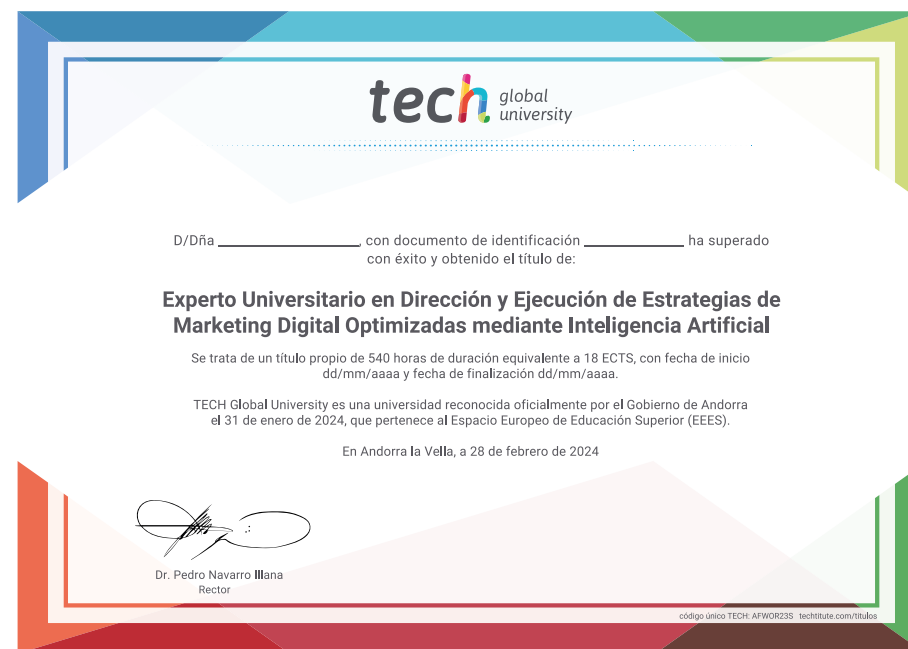 tech global university
D/Dña ____________________, con documento de identificación ______________ ha superado
con éxito y obtenido el título de:
Experto Universitario en Dirección y Ejecución de Estrategias de
Marketing Digital Optimizadas mediante Inteligencia Artificial
Se trata de un título propio de 540 horas de duración equivalente a 18 ECTS, con fecha de inicio
dd/mm/aaaa y fecha de finalización dd/mm/aaaa.
TECH Global University es una universidad reconocida oficialmente por el Gobierno de Andorra
el 31 de enero de 2024, que pertenece al Espacio Europeo de Educación Superior (EEES).
En Andorra la Vella, a 28 de febrero de 2024
Dr. Pedro Navarro Illana
Rector
código único TECH: AFWOR23S techtitute.com/titulos